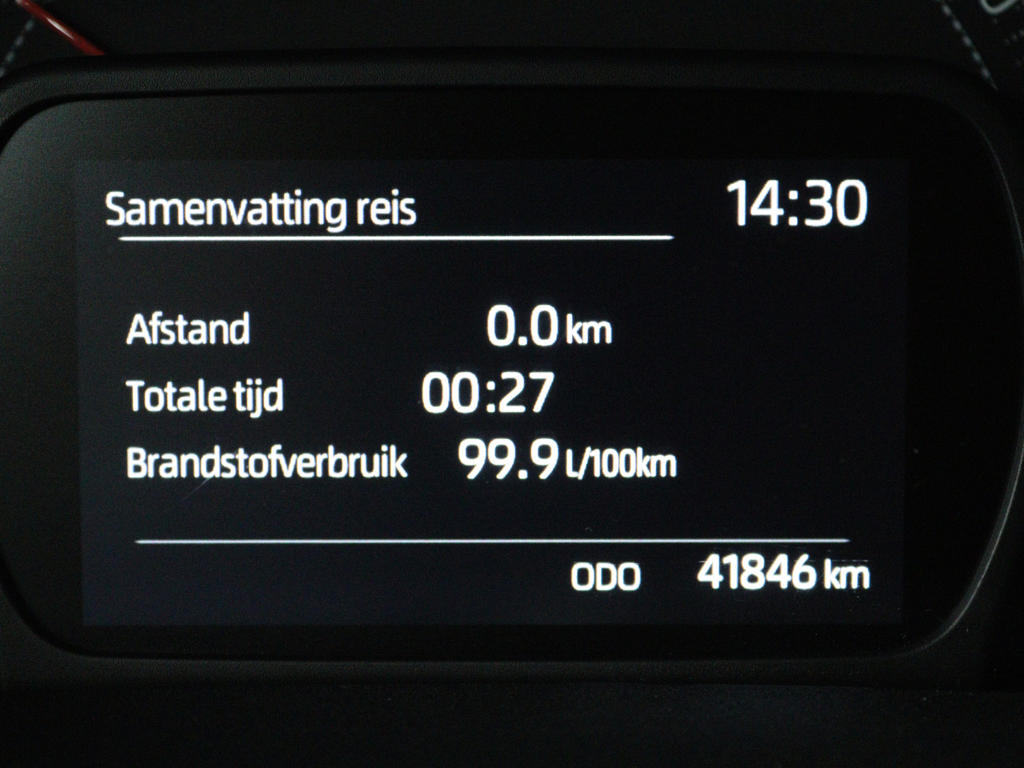 Samenvatting reis 14:30
Afstand 0.0 km
Totale tijd 00:27
Brandstofverbruik 99.9 L/100km
ODO 41846 km